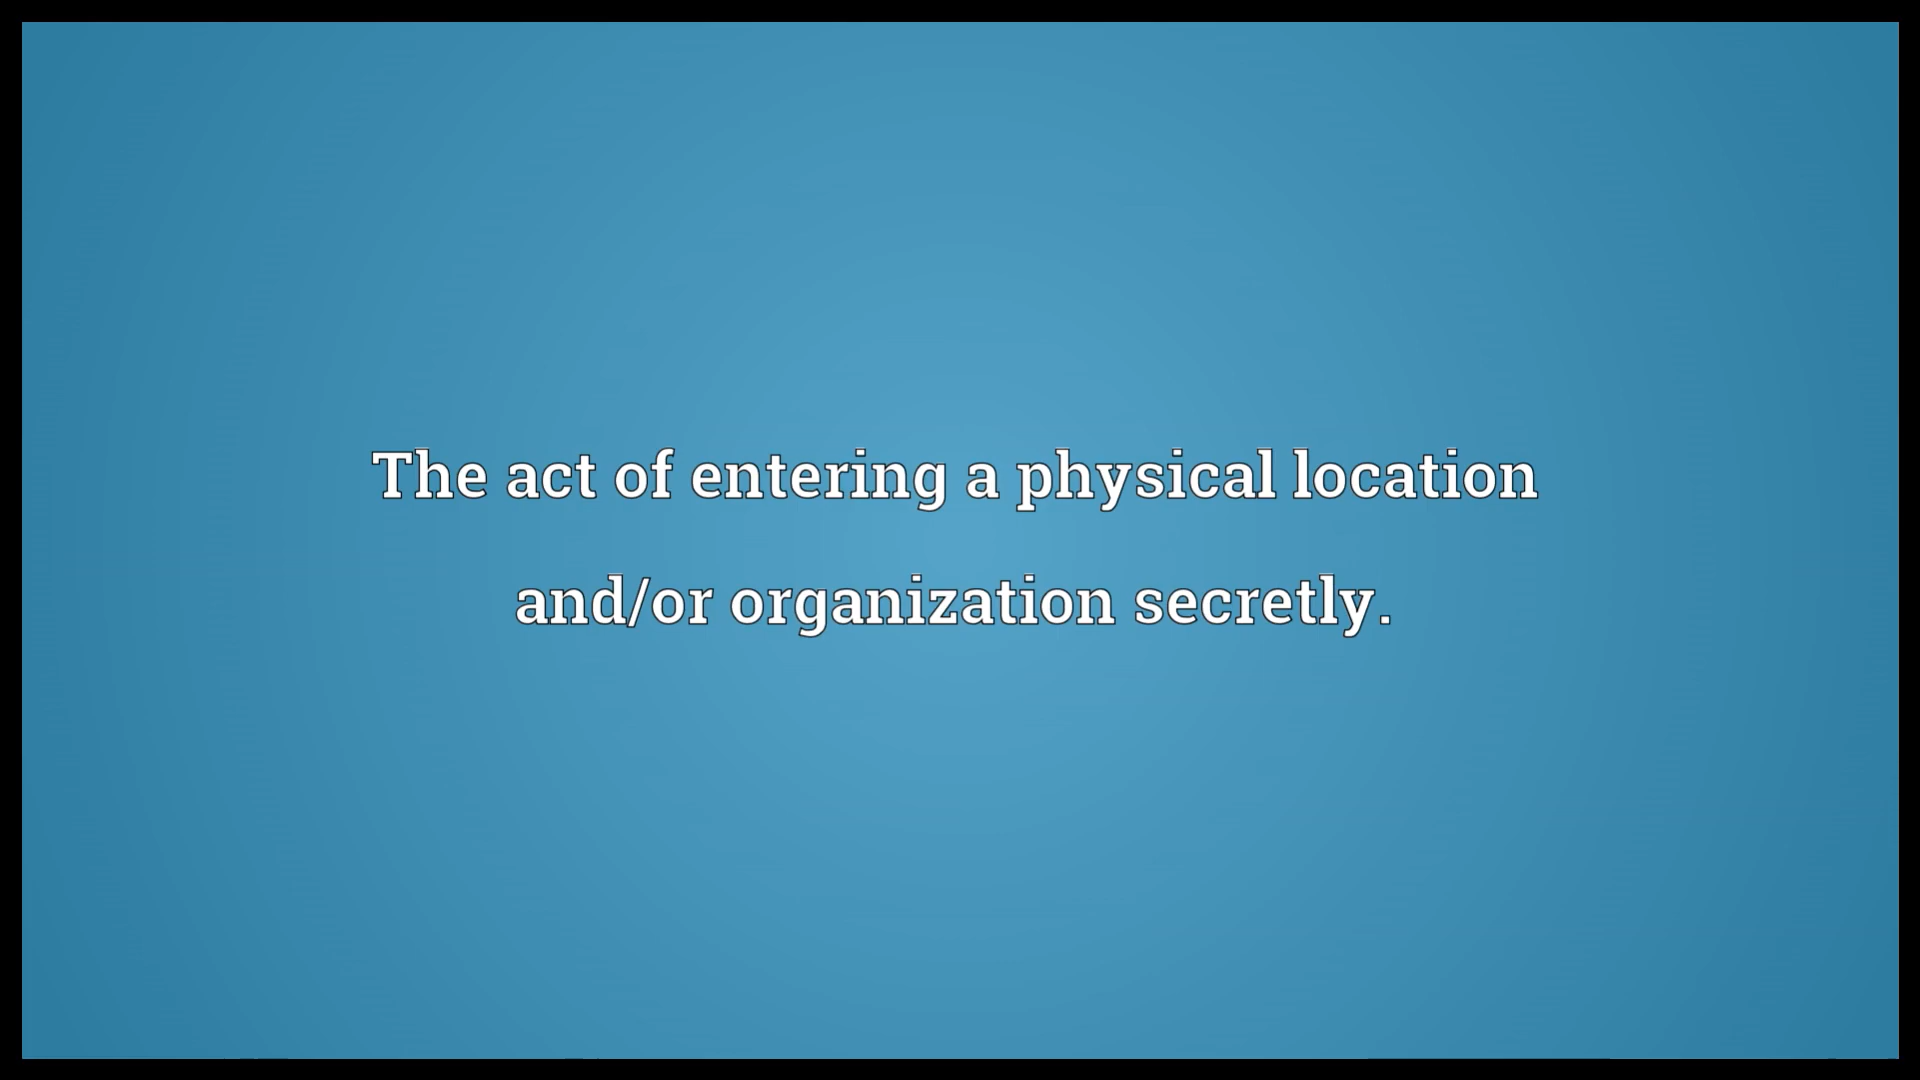 The act of entering a physical location
and/or organization secretly.